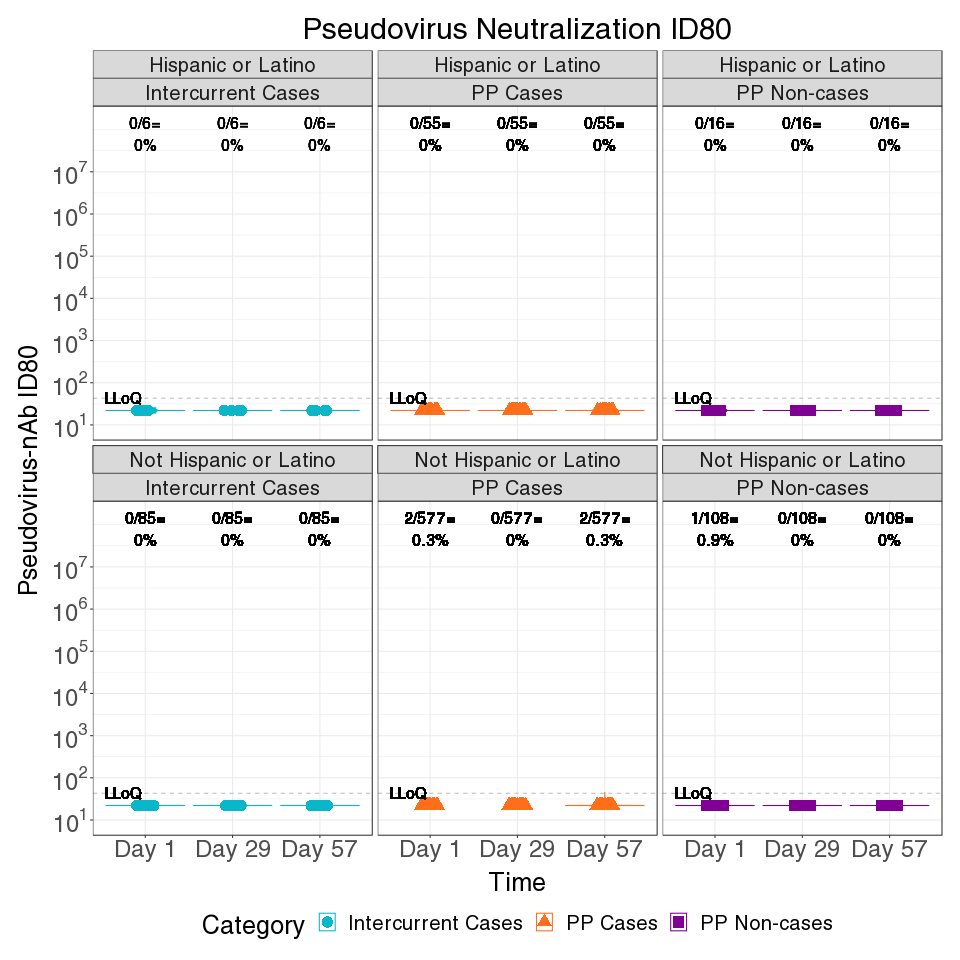 Pseudovirus Neutralization ID80
Hispanic or Latino Hispanic or Latino Hispanic or Latino
Intercurrent Cases PP Cases PP Non-cases
0/6= 0/6= 0/6= 0/55= 0/55= 0/55= 0/16= 0/16= 0/16=
0% 0% 0% 0% 0% 0% 0% 0% 0%
10^7
10^6
10^5
10^4
10^3
10^2
LLoQ LLoQ LLoQ
10^1
Pseudovirus-nAb ID80
Not Hispanic or Latino Not Hispanic or Latino Not Hispanic or Latino
Intercurrent Cases PP Cases PP Non-cases
0/85= 0/85= 0/85= 2/577= 0/577= 2/577= 1/108= 0/108= 0/108=
0% 0% 0% 0.3% 0% 0.3% 0.9% 0% 0%
10^7
10^6
10^5
10^4
10^3
10^2
LLoQ LLoQ LLoQ
10^1
Day 1 Day 29 Day 57 Day 1 Day 29 Day 57 Day 1 Day 29 Day 57
Time
Category Intercurrent Cases PP Cases PP Non-cases